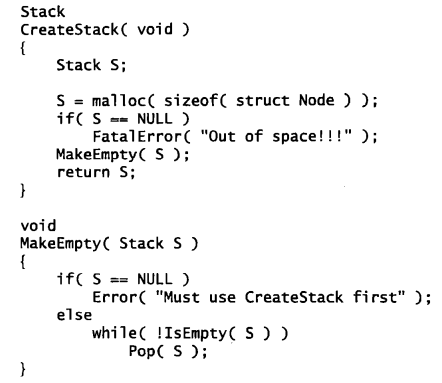 Stack
CreateStack( void )
{
    Stack S;

    S = malloc( sizeof( struct Node ) );
    if( S == NULL )
        FatalError( "Out of space!!!" );
    MakeEmpty( S );
    return S;
}

void
MakeEmpty( Stack S )
{
    if( S == NULL )
        Error( "Must use CreateStack first" );
    else
        while( !IsEmpty( S ) )
            Pop( S );
}